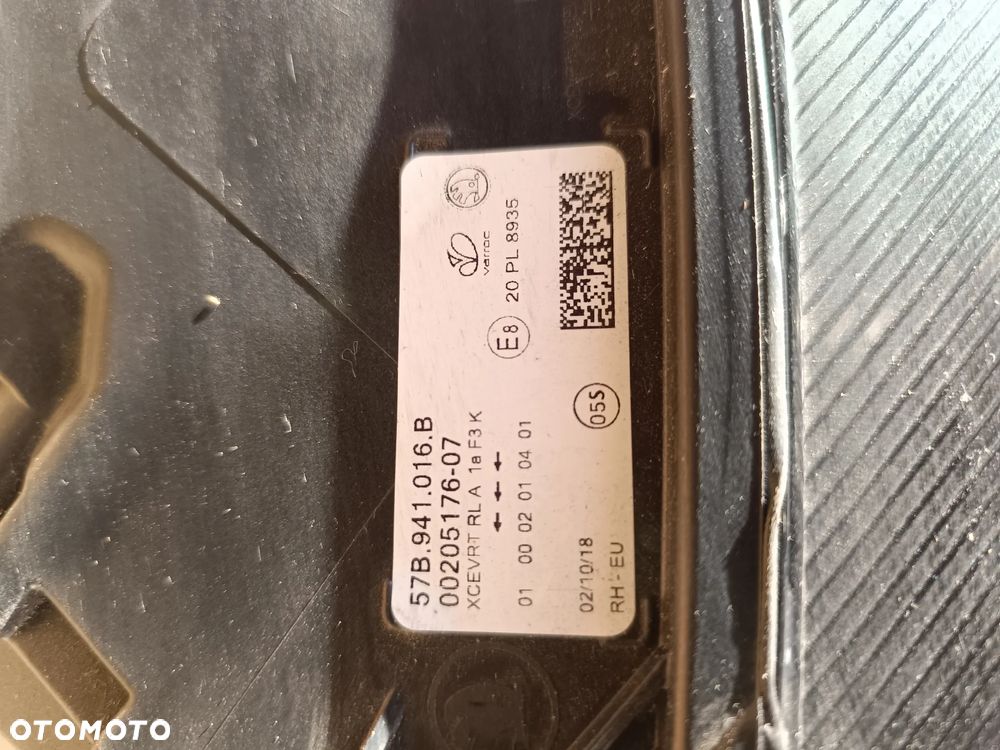 57B.941.016.B
00205176-07
XCEVRT RL A 1a F3 K
varroc
01 00 02 01 04 01
E8 20 PL 8935
02/10/18
05S
RH - EU
OTOMOTO